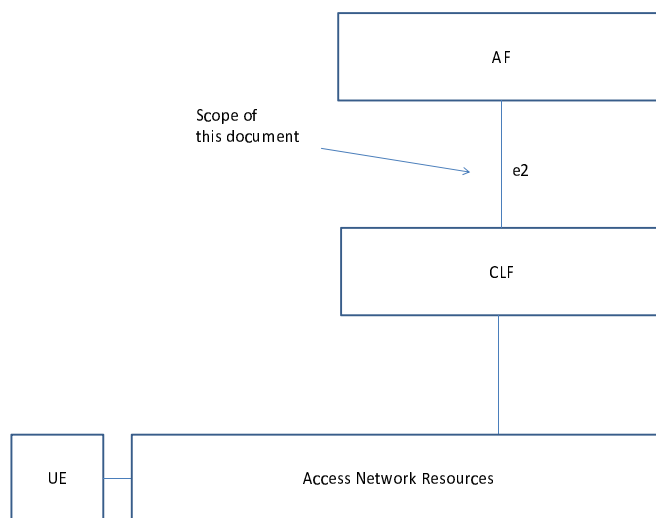 AF
Scope of
this document
e2
CLF
UE
Access Network Resources